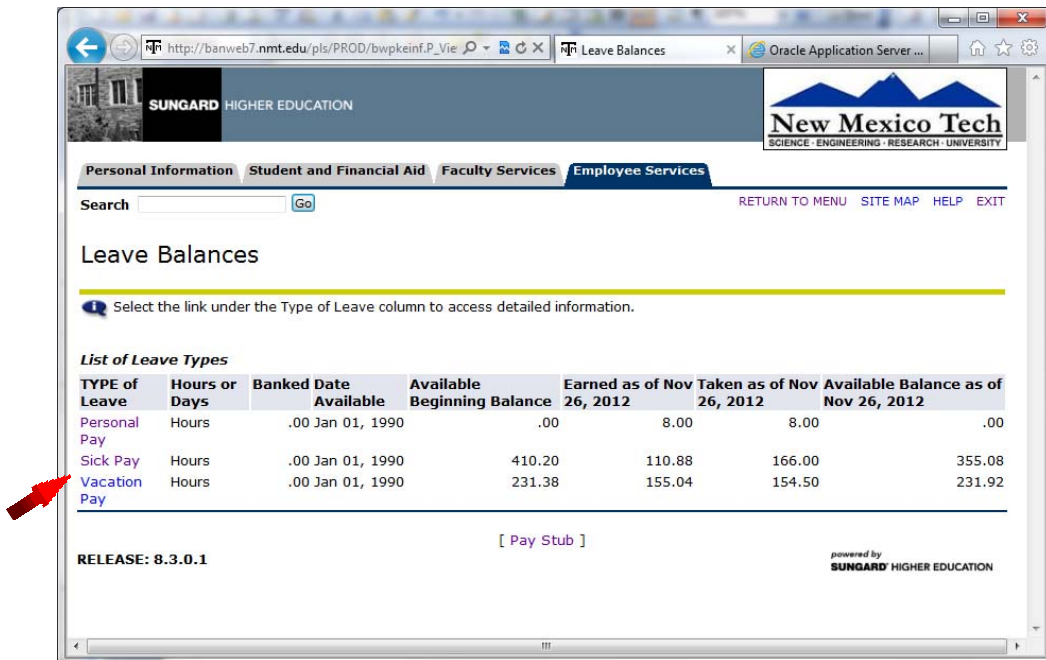 http://banweb7.nmt.edu/pls/PROD/bwpkeinf.P_Vie
Leave Balances
Oracle Application Server ...
SUNGARD HIGHER EDUCATION
New Mexico Tech
SCIENCE · ENGINEERING · RESEARCH · UNIVERSITY
Personal Information Student and Financial Aid Faculty Services Employee Services
Search Go RETURN TO MENU SITE MAP HELP EXIT
Leave Balances
Select the link under the Type of Leave column to access detailed information.
List of Leave Types
TYPE of Hours or Banked Date Available Earned as of Nov Taken as of Nov Available Balance as of
Leave Days Available Beginning Balance 26, 2012 26, 2012 Nov 26, 2012
Personal Hours .00 Jan 01, 1990 .00 8.00 8.00 .00
Pay
Sick Pay Hours .00 Jan 01, 1990 410.20 110.88 166.00 355.08
Vacation Hours .00 Jan 01, 1990 231.38 155.04 154.50 231.92
Pay
[ Pay Stub ]
RELEASE: 8.3.0.1
powered by
SUNGARD® HIGHER EDUCATION